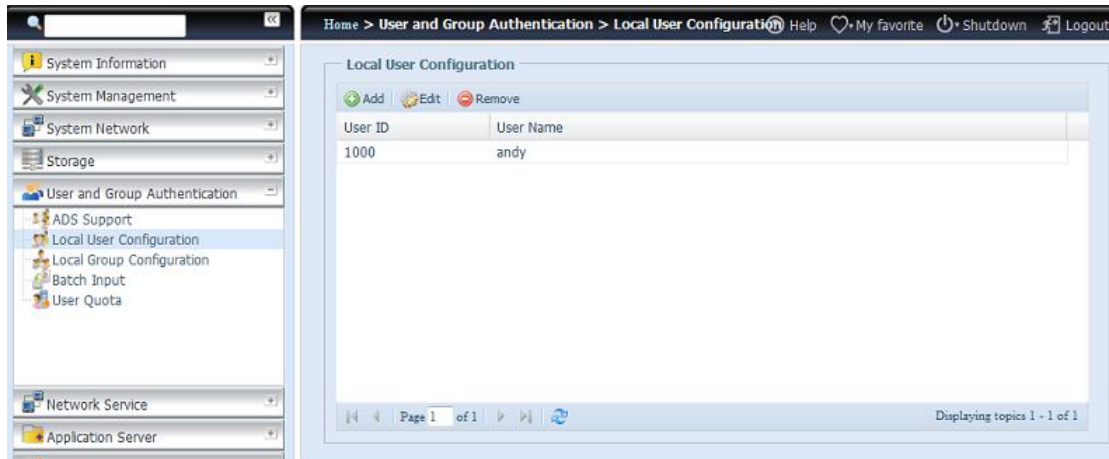 Home > User and Group Authentication > Local User Configuration Help My favorite Shutdown Logout
System Information
System Management
System Network
Storage
User and Group Authentication
ADS Support
Local User Configuration
Local Group Configuration
Batch Input
User Quota
Network Service
Application Server
Local User Configuration
Add Edit Remove
User ID User Name
1000 andy
Page 1 of 1 Displaying topics 1 - 1 of 1